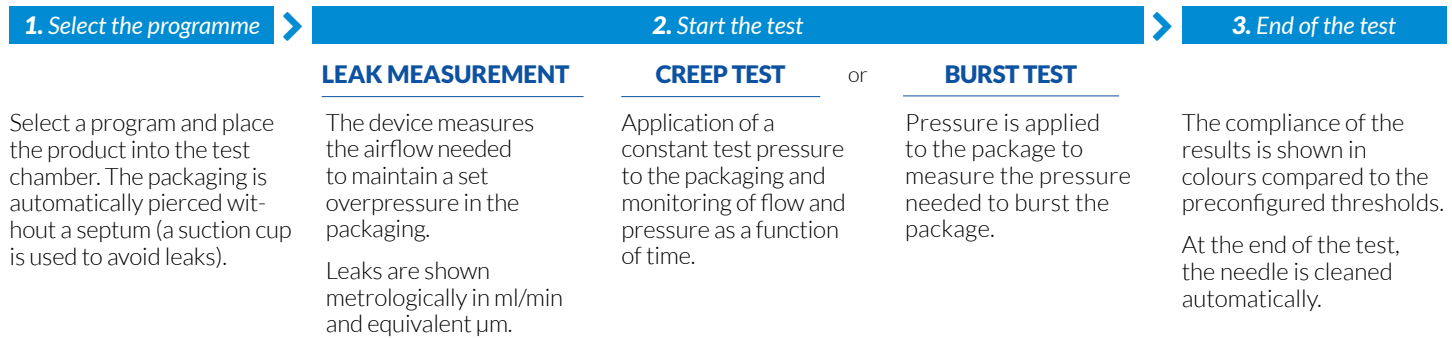 1. Select the programme
2. Start the test
3. End of the test
LEAK MEASUREMENT
CREEP TEST
or
BURST TEST
Select a program and place
the product into the test
chamber. The packaging is
automatically pierced wit-
hout a septum (a suction cup
is used to avoid leaks).
The device measures
the airflow needed
to maintain a set
overpressure in the
packaging.
Leaks are shown
metrologically in ml/min
and equivalent µm.
Application of a
constant test pressure
to the packaging and
monitoring of flow and
pressure as a function
of time.
Pressure is applied
to the package to
measure the pressure
needed to burst the
package.
The compliance of the
results is shown in
colours compared to the
preconfigured thresholds.
At the end of the test,
the needle is cleaned
automatically.